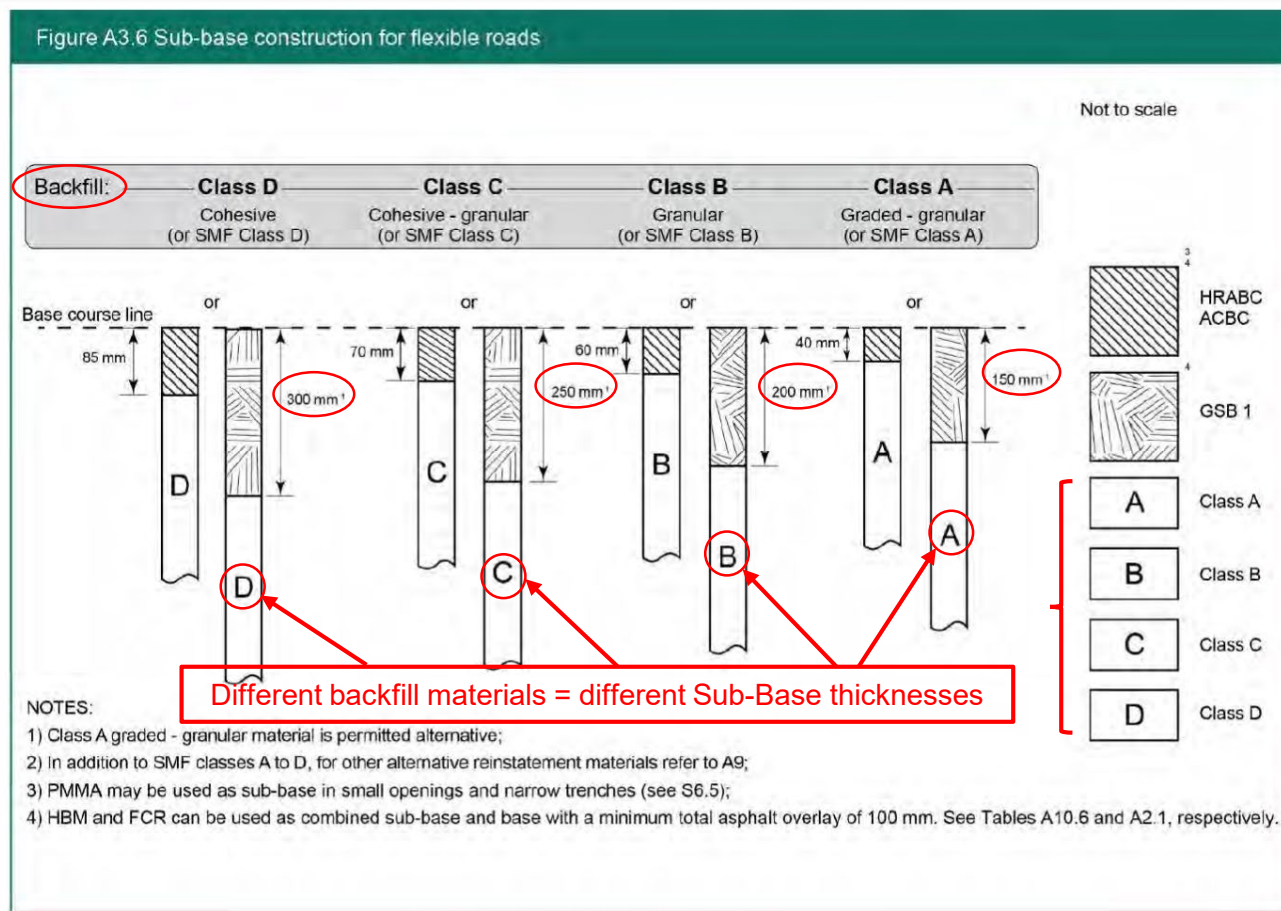 Figure A3.6 Sub-base construction for flexible roads
Not to scale
Backfill: Class D Class C Class B Class A
Cohesive Cohesive - granular Granular Graded - granular
(or SMF Class D) (or SMF Class C) (or SMF Class B) (or SMF Class A)
3
4
HRABC
ACBC
or or or or
Base course line
85 mm 300 mm¹ 70 mm 250 mm¹ 60 mm 200 mm¹ 40 mm 150 mm¹
4
GSB 1
D D C C B B A A
A Class A
B Class B
C Class C
D Class D
Different backfill materials = different Sub-Base thicknesses
NOTES:
1) Class A graded - granular material is permitted alternative;
2) In addition to SMF classes A to D, for other alternative reinstatement materials refer to A9;
3) PMMA may be used as sub-base in small openings and narrow trenches (see S6.5);
4) HBM and FCR can be used as combined sub-base and base with a minimum total asphalt overlay of 100 mm. See Tables A10.6 and A2.1, respectively.